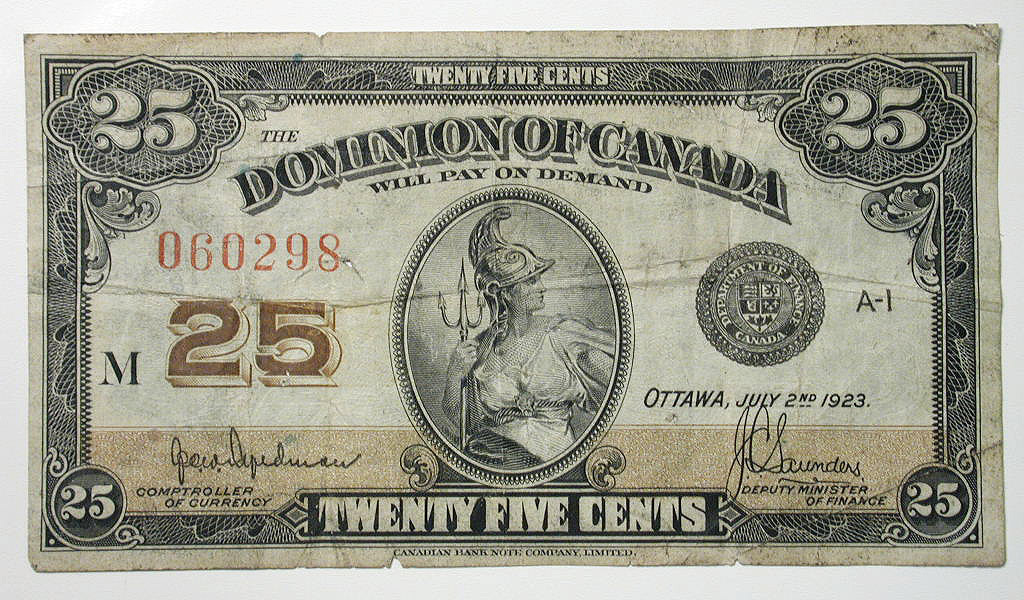 TWENTY FIVE CENTS
25 25
THE
DOMINION OF CANADA
WILL PAY ON DEMAND
060298
DEPARTMENT OF FINANCE
CANADA
A-1
25
M
OTTAWA, JULY 2ND 1923.
J C Saunders
COMPTROLLER
OF CURRENCY
DEPUTY MINISTER
OF FINANCE
25 25
TWENTY FIVE CENTS
CANADIAN BANK NOTE COMPANY, LIMITED.